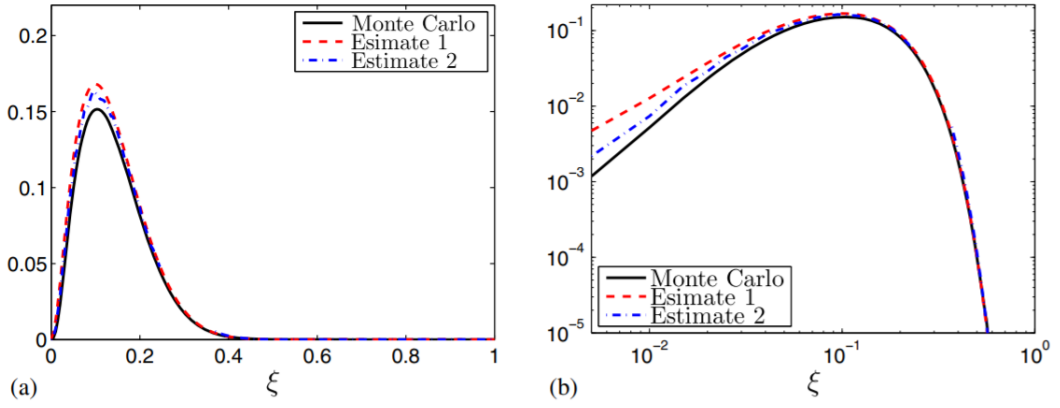 0.2
0.15
0.1
0.05
0
0 0.2 0.4 0.6 0.8 1
Monte Carlo
Esimate 1
Estimate 2
(a) ξ
10⁻¹
10⁻²
10⁻³
10⁻⁴
10⁻⁵
10⁻² 10⁻¹ 10⁰
Monte Carlo
Esimate 1
Estimate 2
(b) ξ